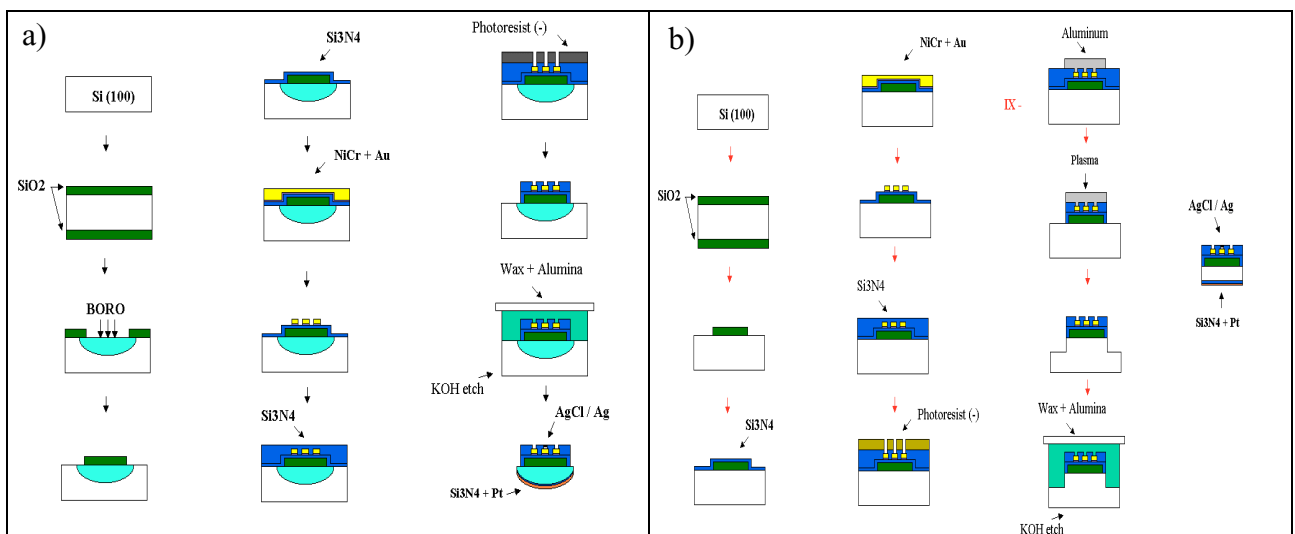 a)
Si (100)
SiO2
BORO
Si3N4
NiCr + Au
Si3N4
Photoresist (-)
Wax + Alumina
KOH etch
AgCl / Ag
Si3N4 + Pt
b)
Si (100)
SiO2
Si3N4
NiCr + Au
Si3N4
Photoresist (-)
Aluminum
IX -
Plasma
Wax + Alumina
KOH etch
AgCl / Ag
Si3N4 + Pt